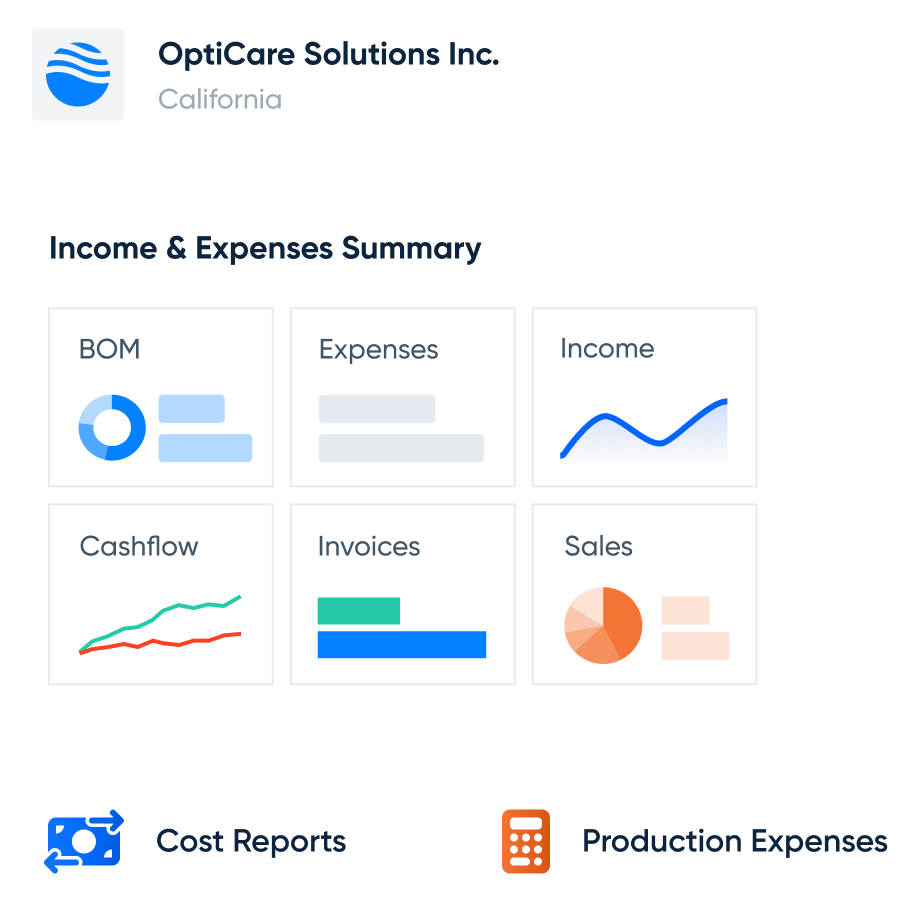 OptiCare Solutions Inc.
California
Income & Expenses Summary
BOM
Expenses
Income
Cashflow
Invoices
Sales
Cost Reports
Production Expenses